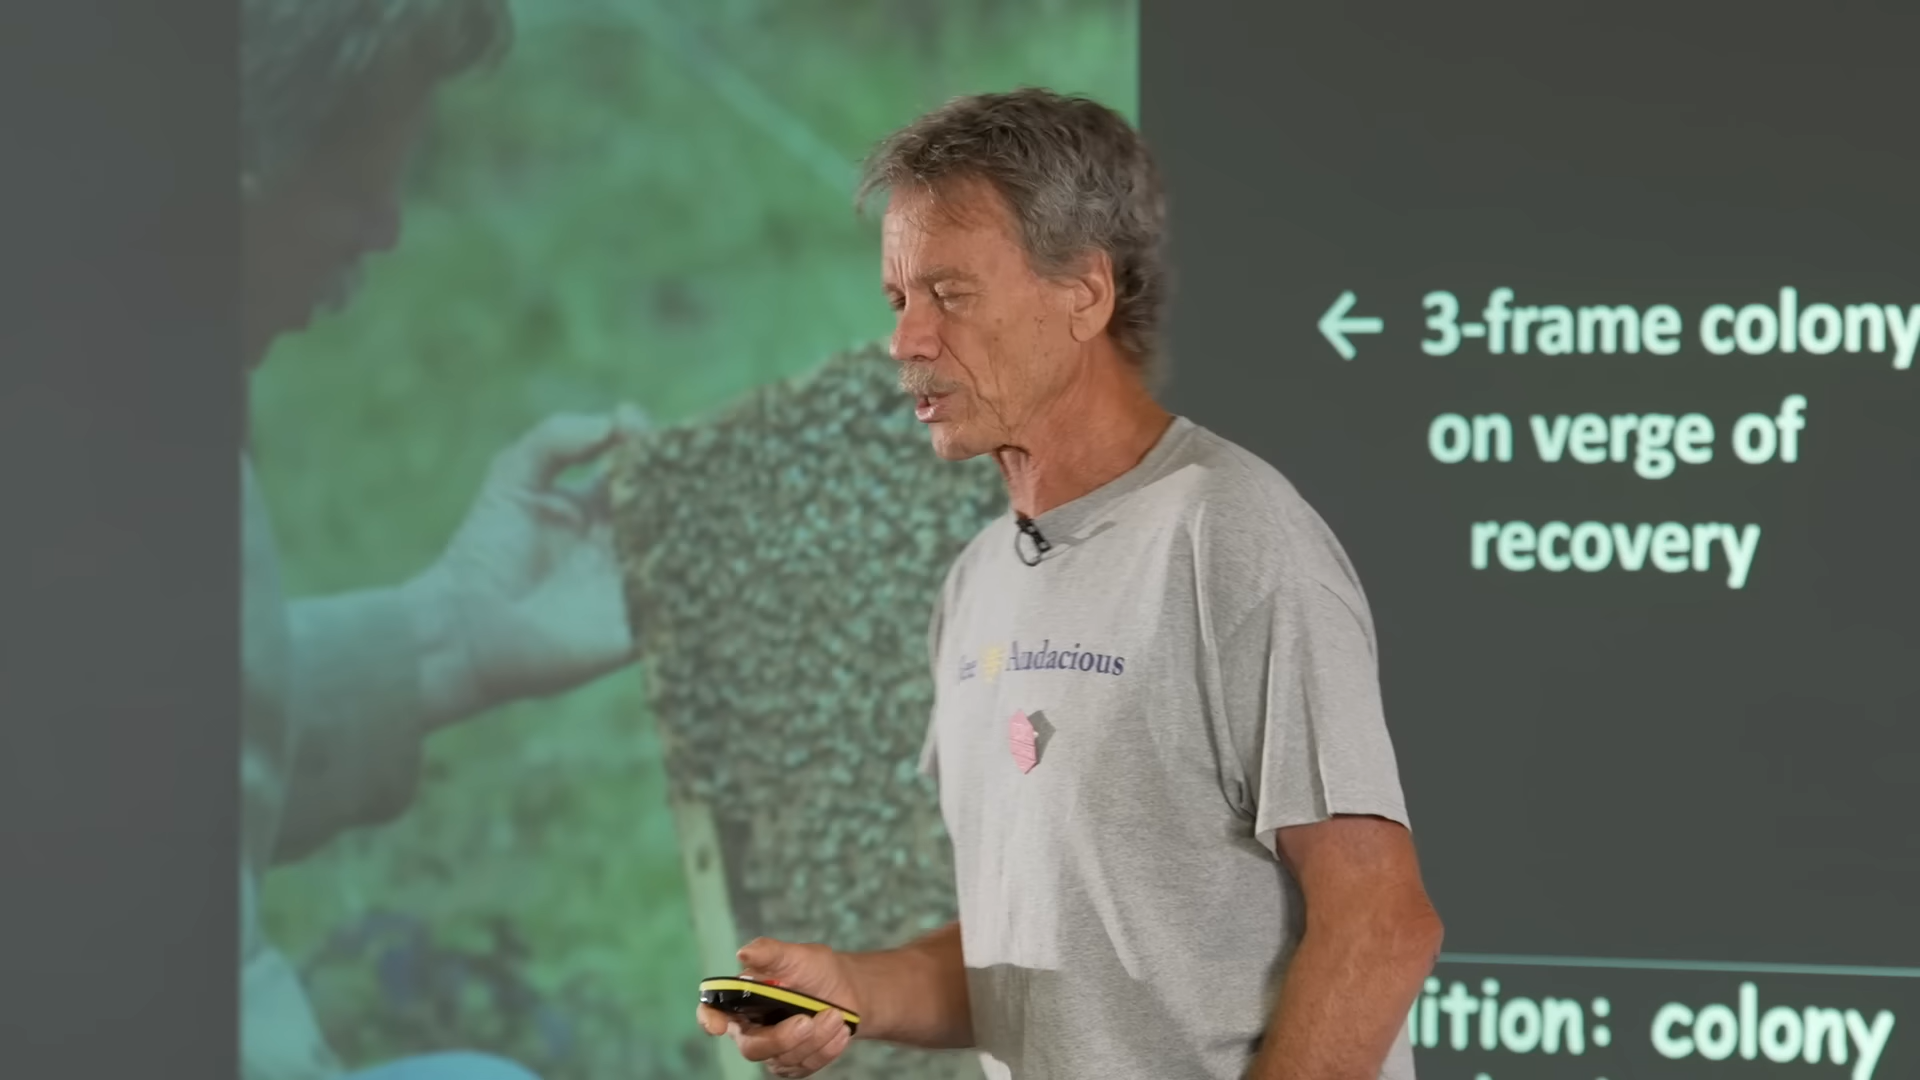 ← 3-frame colony
on verge of
recovery
Audacious
ition: colony